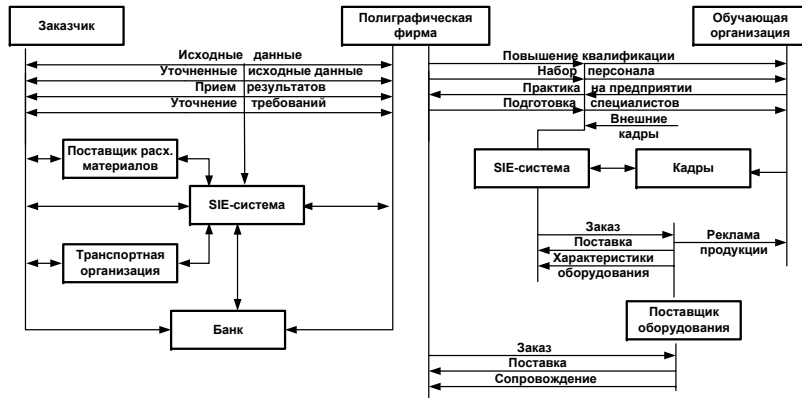 Заказчик
Полиграфическая
фирма
Обучающая
организация
Исходные данные
Уточненные исходные данные
Прием результатов
Уточнение требований
Повышение квалификации
Набор персонала
Практика на предприятии
Подготовка специалистов
Внешние
кадры
Поставщик расх.
материалов
SIE-система
Транспортная
организация
Банк
SIE-система
Кадры
Заказ
Поставка
Характеристики
оборудования
Реклама
продукции
Поставщик
оборудования
Заказ
Поставка
Сопровождение